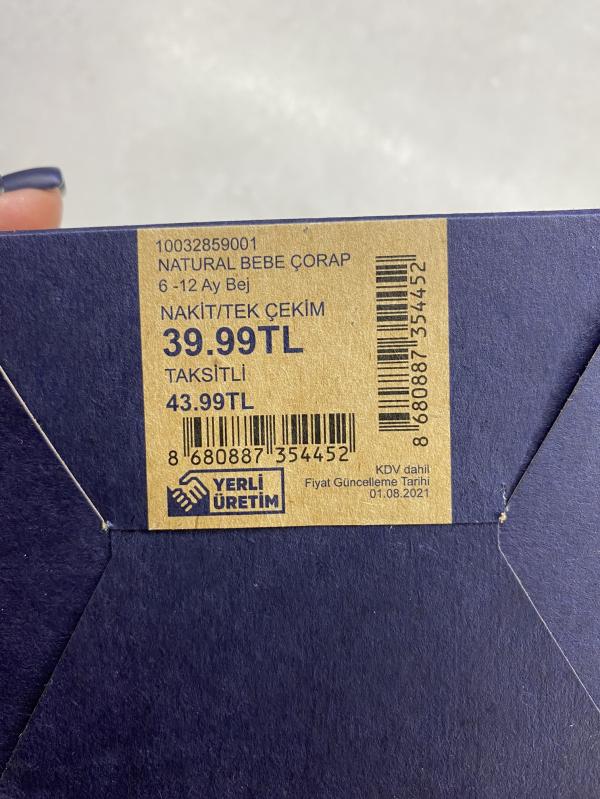 10032859001
NATURAL BEBE ÇORAP
6 -12 Ay Bej
NAKİT/TEK ÇEKİM
39.99TL
TAKSİTLİ
43.99TL
8 680887 354452
8 680887 354452
YERLİ
ÜRETİM
KDV dahil
Fiyat Güncelleme Tarihi
01.08.2021